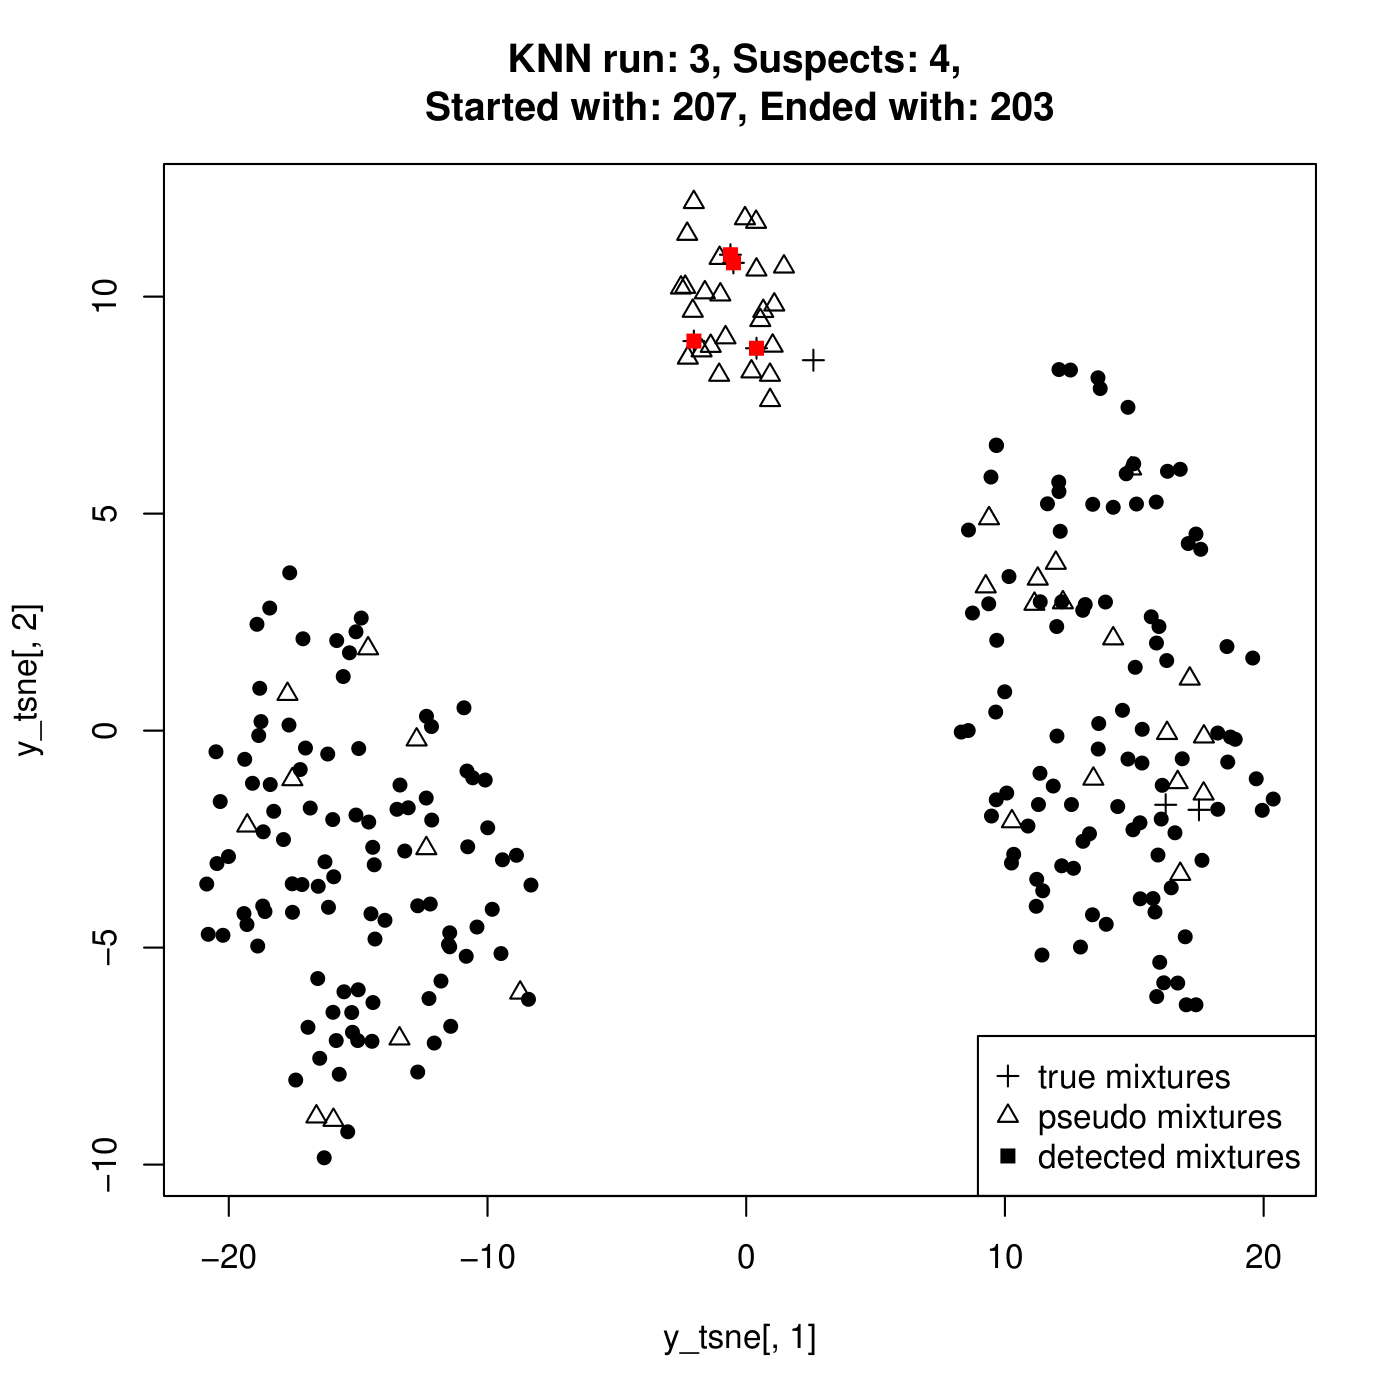 KNN run: 3, Suspects: 4,
Started with: 207, Ended with: 203
y_tsne[, 2]
10
5
0
−5
−10
true mixtures
pseudo mixtures
detected mixtures
−20 −10 0 10 20
y_tsne[, 1]